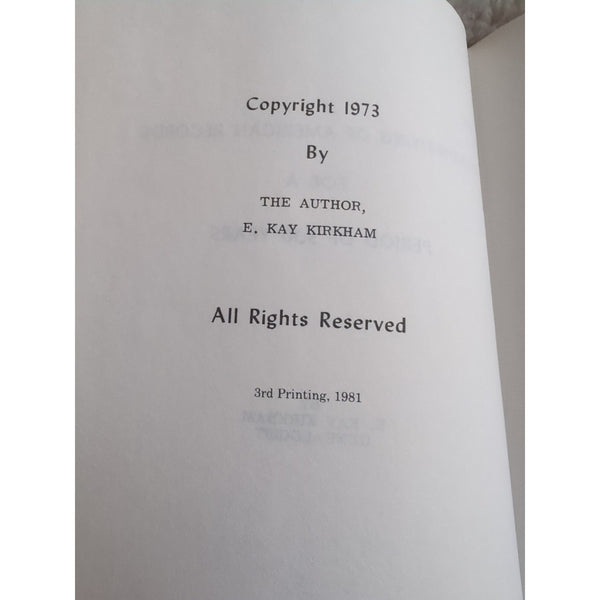 Copyright 1973
By
THE AUTHOR,
E. KAY KIRKHAM
All Rights Reserved
3rd Printing, 1981